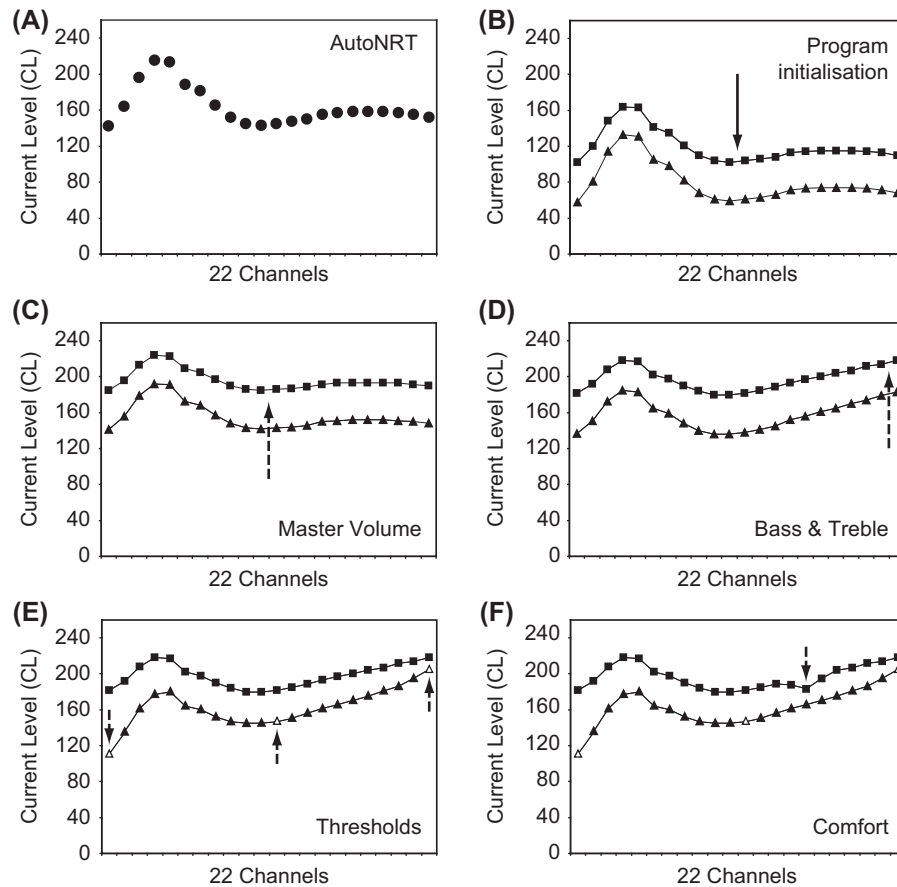 (A)
AutoNRT
Current Level (CL)
240
200
160
120
80
40
0
22 Channels
(B)
Program
initialisation
Current Level (CL)
240
200
160
120
80
40
0
22 Channels
(C)
Master Volume
Current Level (CL)
240
200
160
120
80
40
0
22 Channels
(D)
Bass & Treble
Current Level (CL)
240
200
160
120
80
40
0
22 Channels
(E)
Thresholds
Current Level (CL)
240
200
160
120
80
40
0
22 Channels
(F)
Comfort
Current Level (CL)
240
200
160
120
80
40
0
22 Channels